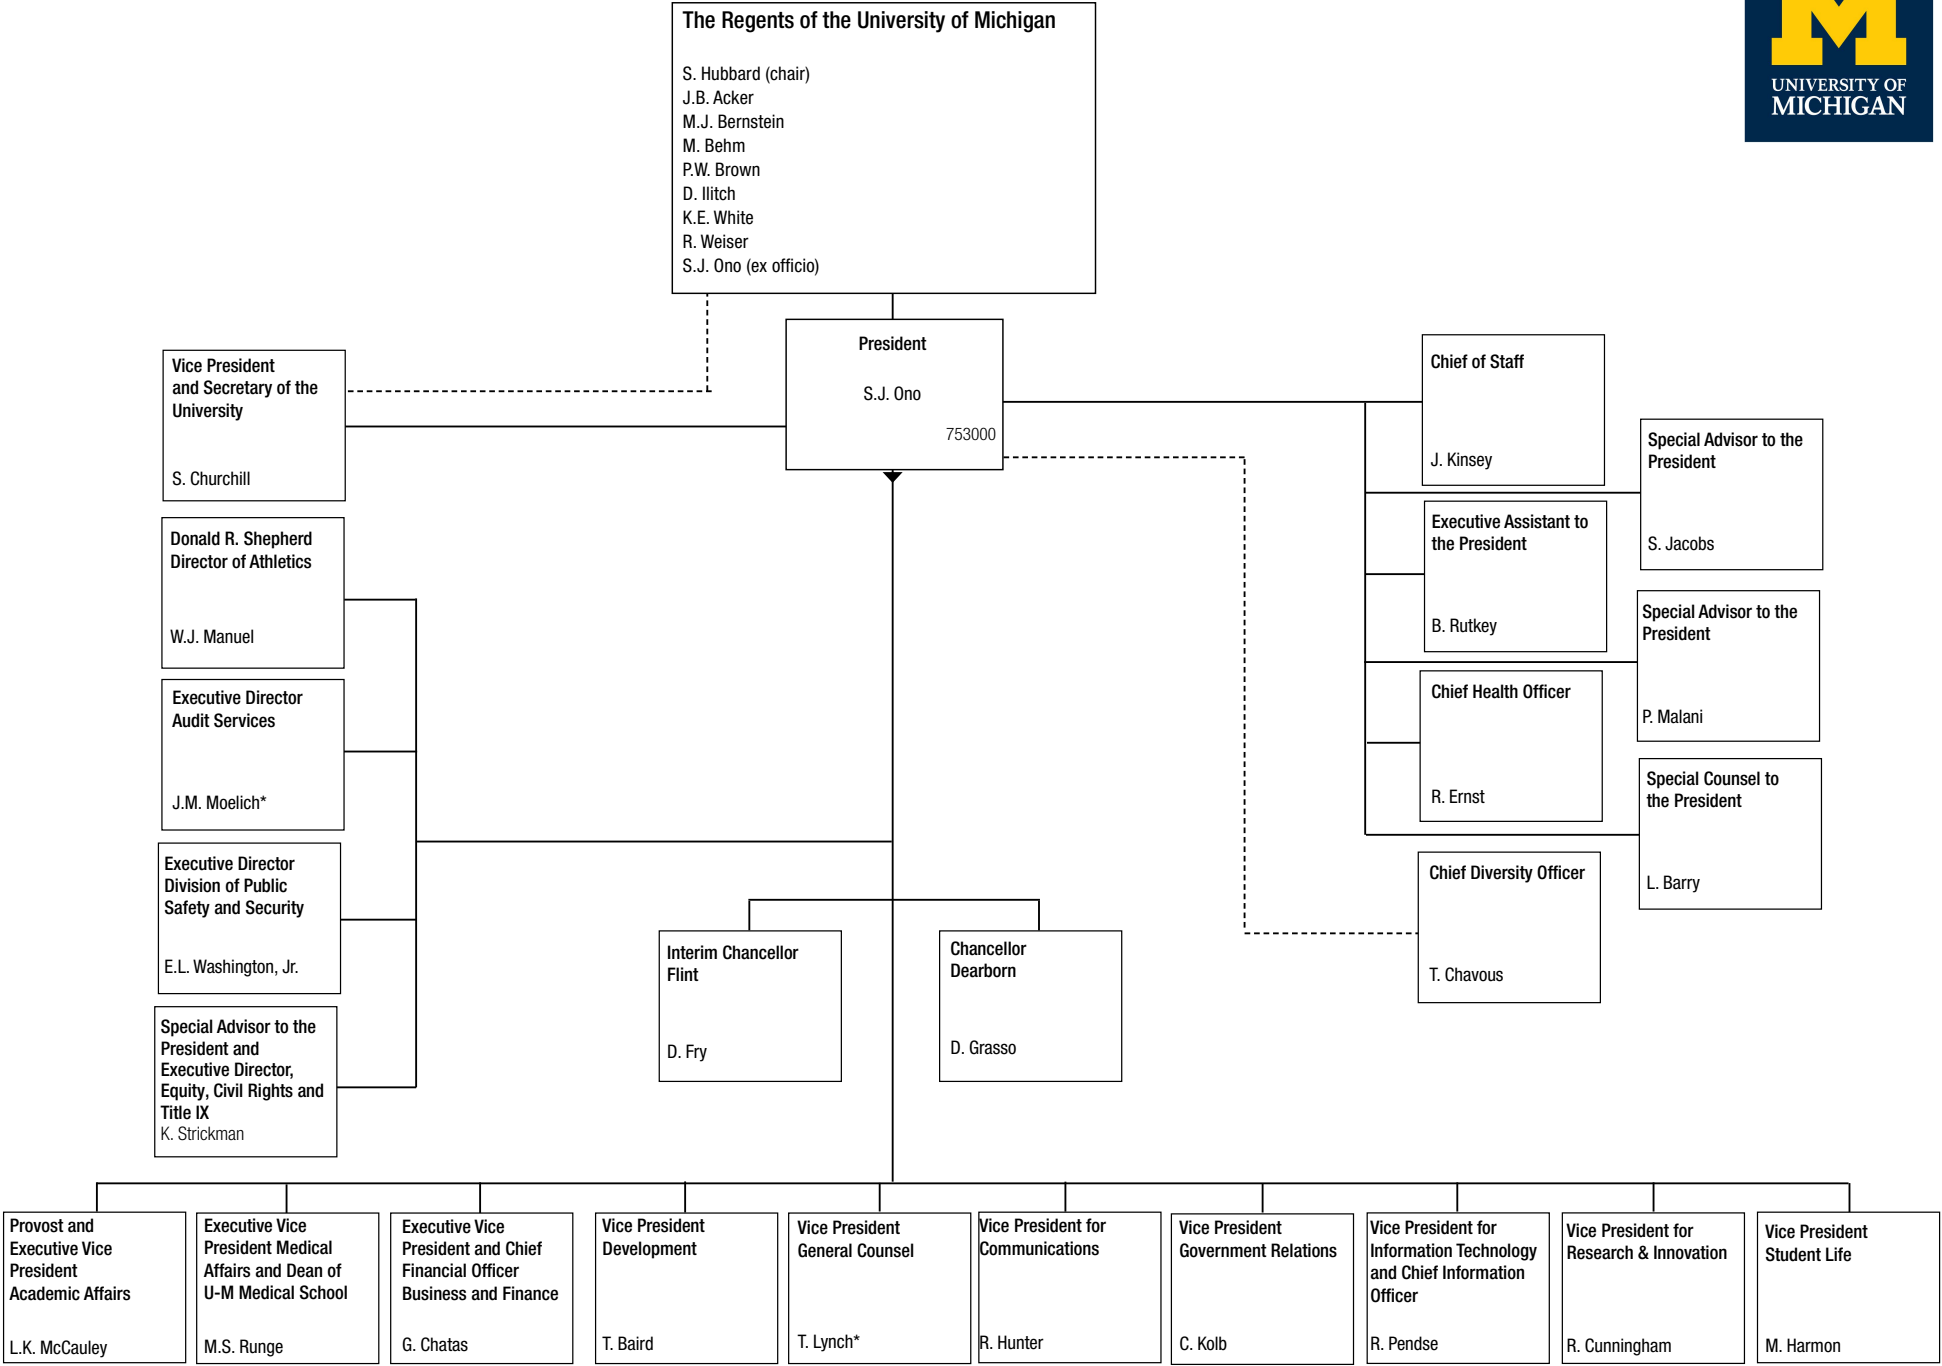 The Regents of the University of Michigan
S. Hubbard (chair)
J.B. Acker
M.J. Bernstein
M. Behm
P.W. Brown
D. Ilitch
K.E. White
R. Weiser
S.J. Ono (ex officio)
M
UNIVERSITY OF
MICHIGAN
President
S.J. Ono
753000
Vice President
and Secretary of the
University
S. Churchill
Donald R. Shepherd
Director of Athletics
W.J. Manuel
Executive Director
Audit Services
J.M. Moelich*
Executive Director
Division of Public
Safety and Security
E.L. Washington, Jr.
Special Advisor to the
President and
Executive Director,
Equity, Civil Rights and
Title IX
K. Strickman
Chief of Staff
J. Kinsey
Special Advisor to the
President
S. Jacobs
Executive Assistant to
the President
B. Rutkey
Special Advisor to the
President
P. Malani
Chief Health Officer
R. Ernst
Special Counsel to
the President
L. Barry
Chief Diversity Officer
T. Chavous
Interim Chancellor
Flint
D. Fry
Chancellor
Dearborn
D. Grasso
Provost and
Executive Vice
President
Academic Affairs
L.K. McCauley
Executive Vice
President Medical
Affairs and Dean of
U-M Medical School
M.S. Runge
Executive Vice
President and Chief
Financial Officer
Business and Finance
G. Chatas
Vice President
Development
T. Baird
Vice President
General Counsel
T. Lynch*
Vice President for
Communications
R. Hunter
Vice President
Government Relations
C. Kolb
Vice President for
Information Technology
and Chief Information
Officer
R. Pendse
Vice President for
Research & Innovation
R. Cunningham
Vice President
Student Life
M. Harmon